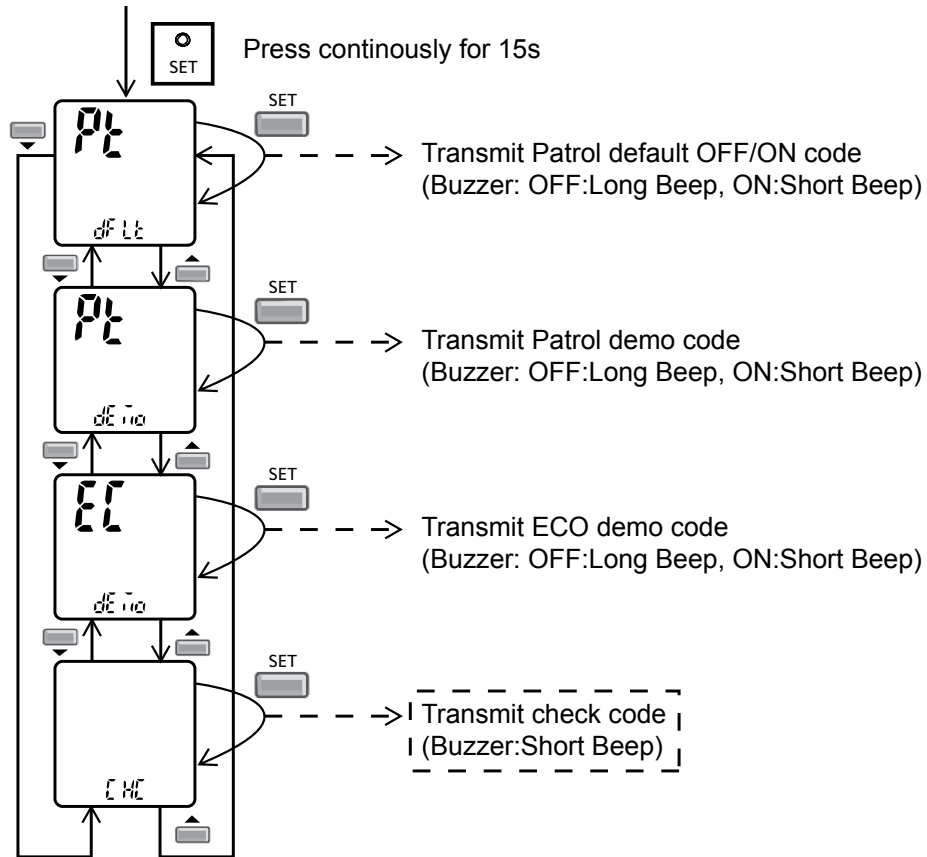 SET
Press continously for 15s
Pt
dFLt
SET
Transmit Patrol default OFF/ON code
(Buzzer: OFF:Long Beep, ON:Short Beep)
Pt
dEmo
SET
Transmit Patrol demo code
(Buzzer: OFF:Long Beep, ON:Short Beep)
EC
dEmo
SET
Transmit ECO demo code
(Buzzer: OFF:Long Beep, ON:Short Beep)
CHC
SET
Transmit check code
(Buzzer:Short Beep)